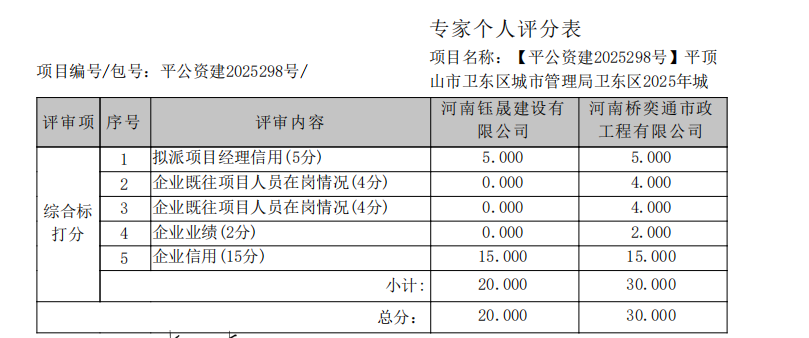 专家个人评分表
项目编号/包号：平公资建2025298号/
项目名称：【平公资建2025298号】平顶
山市卫东区城市管理局卫东区2025年城
评审项 序号 评审内容 河南钰晟建设有限公司 河南桥奕通市政工程有限公司
综合标打分
1 拟派项目经理信用(5分) 5.000 5.000
2 企业既往项目人员在岗情况(4分) 0.000 4.000
3 企业既往项目人员在岗情况(4分) 0.000 4.000
4 企业业绩(2分) 0.000 2.000
5 企业信用(15分) 15.000 15.000
小计: 20.000 30.000
总分: 20.000 30.000